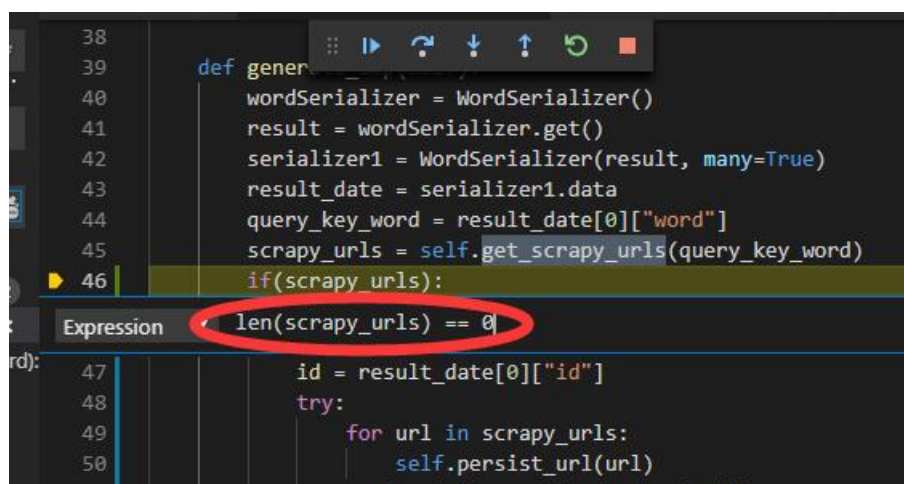 38
39 def gener
40 wordSerializer = WordSerializer()
41 result = wordSerializer.get()
42 serializer1 = WordSerializer(result, many=True)
43 result_date = serializer1.data
44 query_key_word = result_date[0]["word"]
45 scrapy_urls = self.get_scrapy_urls(query_key_word)
46 if(scrapy_urls):
Expression len(scrapy_urls) == 0
rd):
47 id = result_date[0]["id"]
48 try:
49 for url in scrapy_urls:
50 self.persist_url(url)